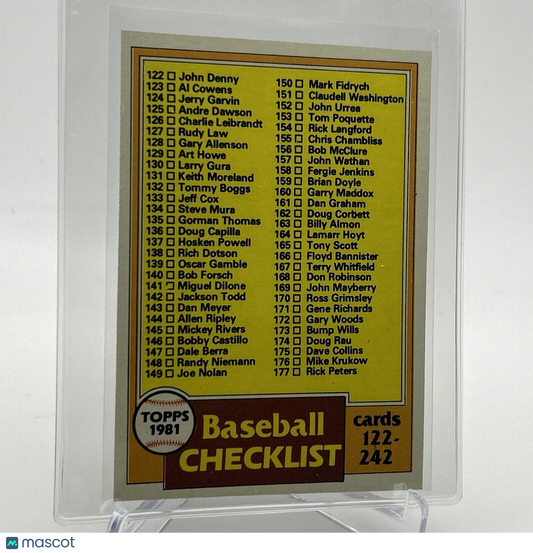 122 John Denny
123 Al Cowens
124 Jerry Garvin
125 Andre Dawson
126 Charlie Leibrandt
127 Rudy Law
128 Gary Allenson
129 Art Howe
130 Larry Gura
131 Keith Moreland
132 Tommy Boggs
133 Jeff Cox
134 Steve Mura
135 Gorman Thomas
136 Doug Capilla
137 Hosken Powell
138 Rich Dotson
139 Oscar Gamble
140 Bob Forsch
141 Miguel Dilone
142 Jackson Todd
143 Dan Meyer
144 Allen Ripley
145 Mickey Rivers
146 Bobby Castillo
147 Dale Berra
148 Randy Niemann
149 Joe Nolan
150 Mark Fidrych
151 Claudell Washington
152 John Urrea
153 Tom Poquette
154 Rick Langford
155 Chris Chambliss
156 Bob McClure
157 John Wathan
158 Fergie Jenkins
159 Brian Doyle
160 Garry Maddox
161 Dan Graham
162 Doug Corbett
163 Bill Almon
164 Lamarr Hoyt
165 Tony Scott
166 Floyd Bannister
167 Terry Whitfield
168 Don Robinson
169 John Mayberry
170 Ross Grimsley
171 Gene Richards
172 Gary Woods
173 Bump Wills
174 Doug Rau
175 Dave Collins
176 Mike Krukow
177 Rick Peters
TOPPS
1981
Baseball
CHECKLIST
cards
122-
242
mascot